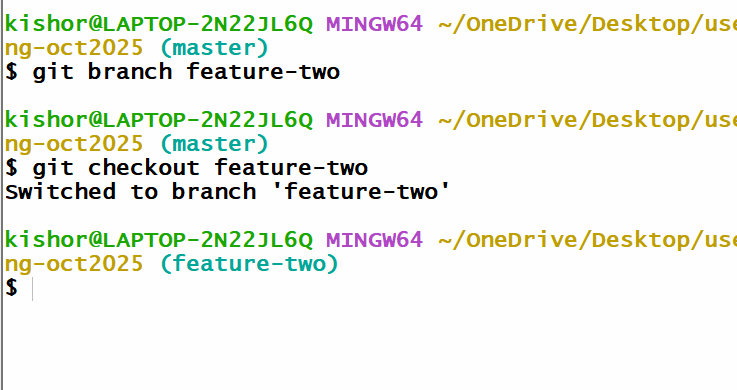 kishor@LAPTOP-2N22JL6Q MINGW64 ~/OneDrive/Desktop/use
ng-oct2025 (master)
$ git branch feature-two
kishor@LAPTOP-2N22JL6Q MINGW64 ~/OneDrive/Desktop/use
ng-oct2025 (master)
$ git checkout feature-two
Switched to branch 'feature-two'
kishor@LAPTOP-2N22JL6Q MINGW64 ~/OneDrive/Desktop/use
ng-oct2025 (feature-two)
$